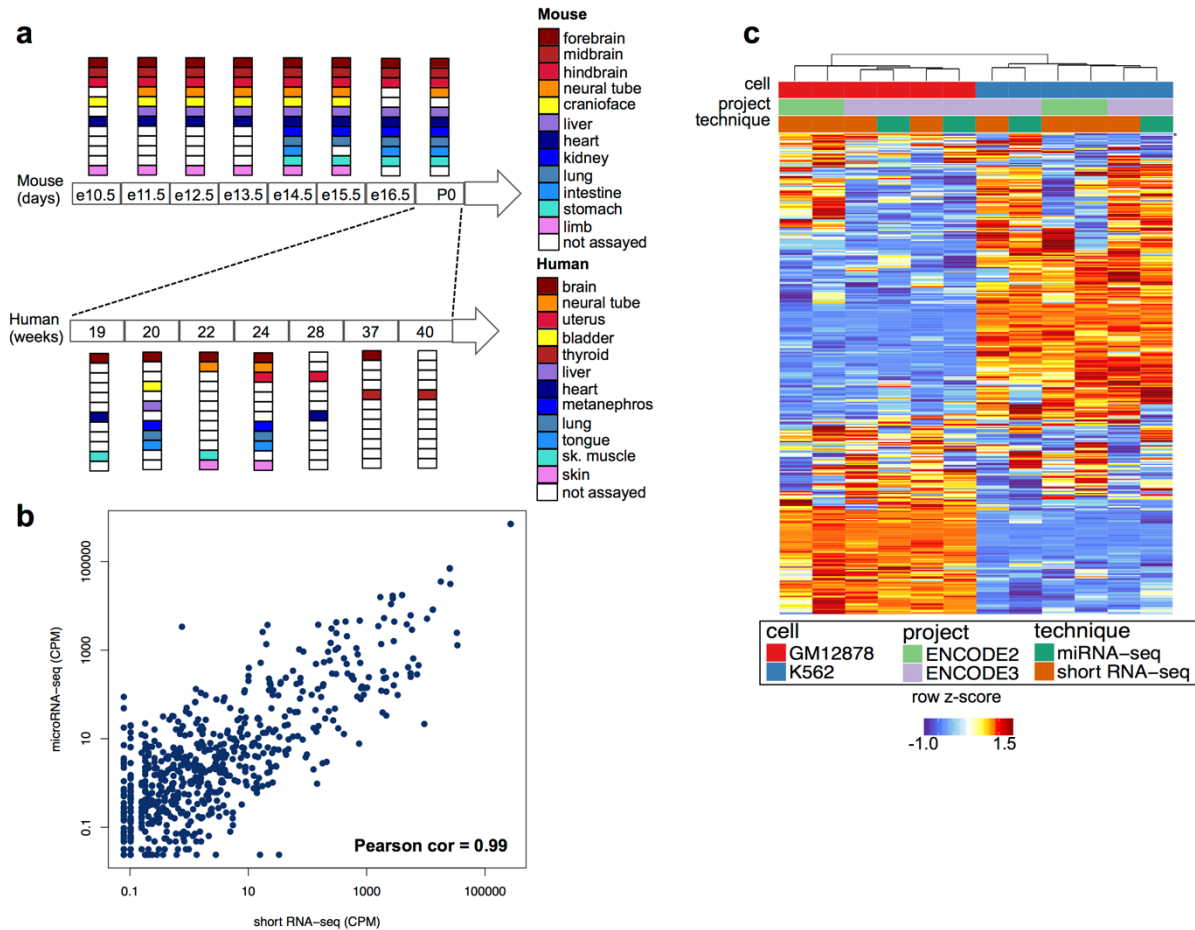 a
Mouse
forebrain
midbrain
hindbrain
neural tube
cranioface
liver
heart
kidney
lung
intestine
stomach
limb
not assayed
Mouse
(days)
e10.5 e11.5 e12.5 e13.5 e14.5 e15.5 e16.5 P0
Human
brain
neural tube
uterus
bladder
thyroid
liver
heart
metanephros
lung
tongue
sk. muscle
skin
not assayed
Human
(weeks)
19 20 22 24 28 37 40
b
microRNA−seq (CPM)
100000
1000
10
0.1
Pearson cor = 0.99
0.1 10 1000 100000
short RNA−seq (CPM)
c
cell
project
technique
cell
GM12878
K562
project
ENCODE2
ENCODE3
technique
miRNA−seq
short RNA−seq
row z-score
-1.0 1.5